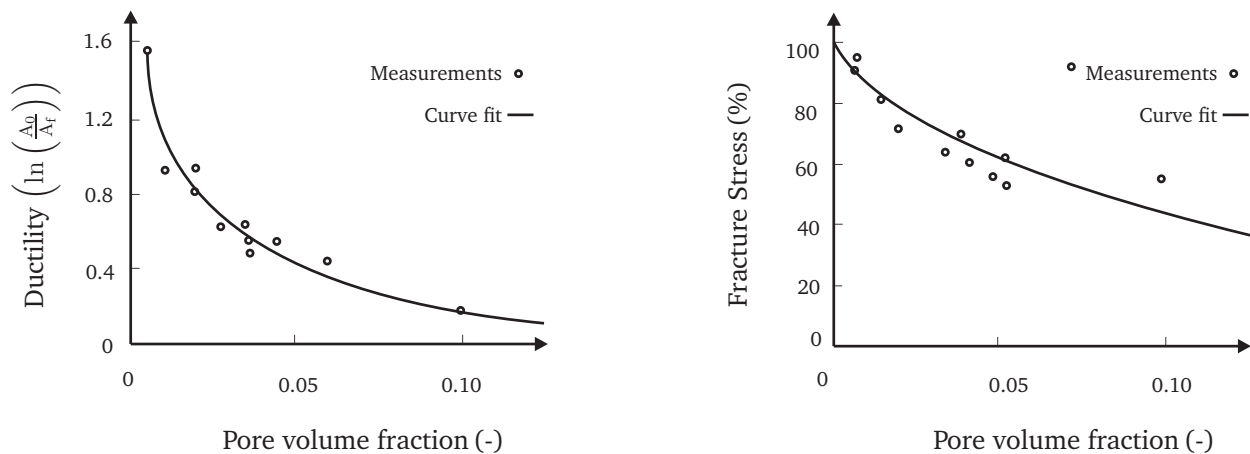 1.6
1.2
0.8
0.4
0
0
0.05
0.10
Ductility (ln (A0/Af))
Pore volume fraction (-)
Measurements
Curve fit
100
80
60
40
20
0
0
0.05
0.10
Fracture Stress (%)
Pore volume fraction (-)
Measurements
Curve fit